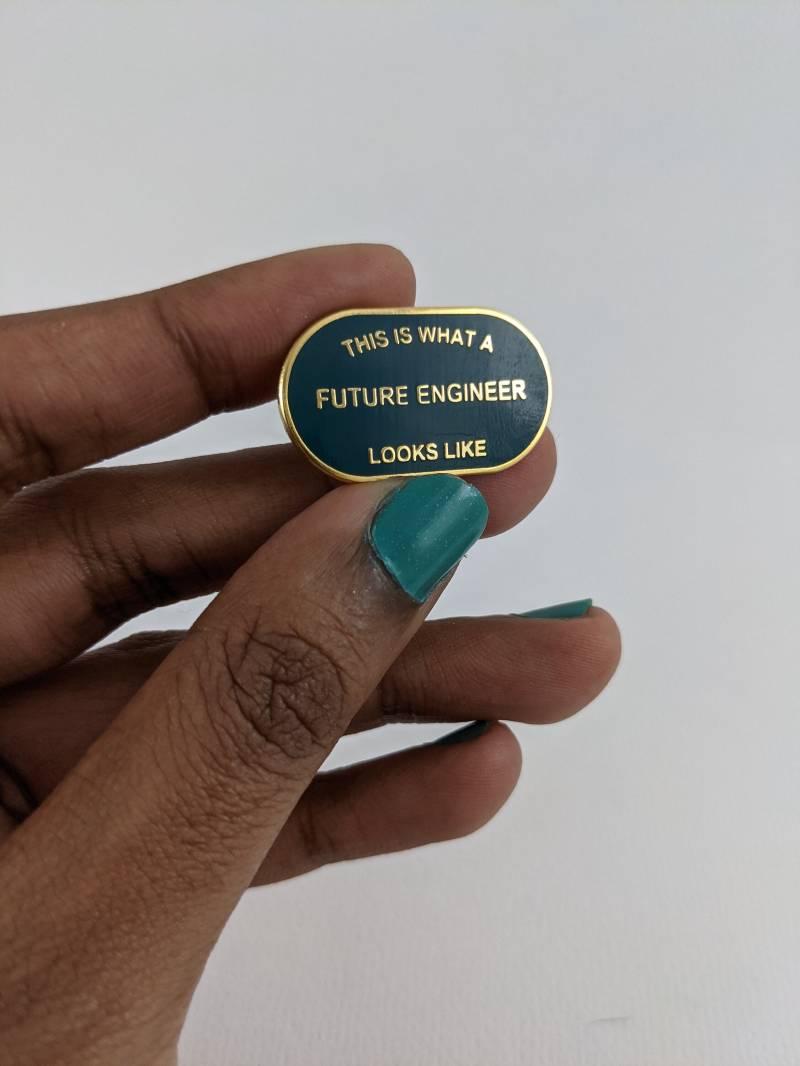 THIS IS WHAT A
FUTURE ENGINEER
LOOKS LIKE